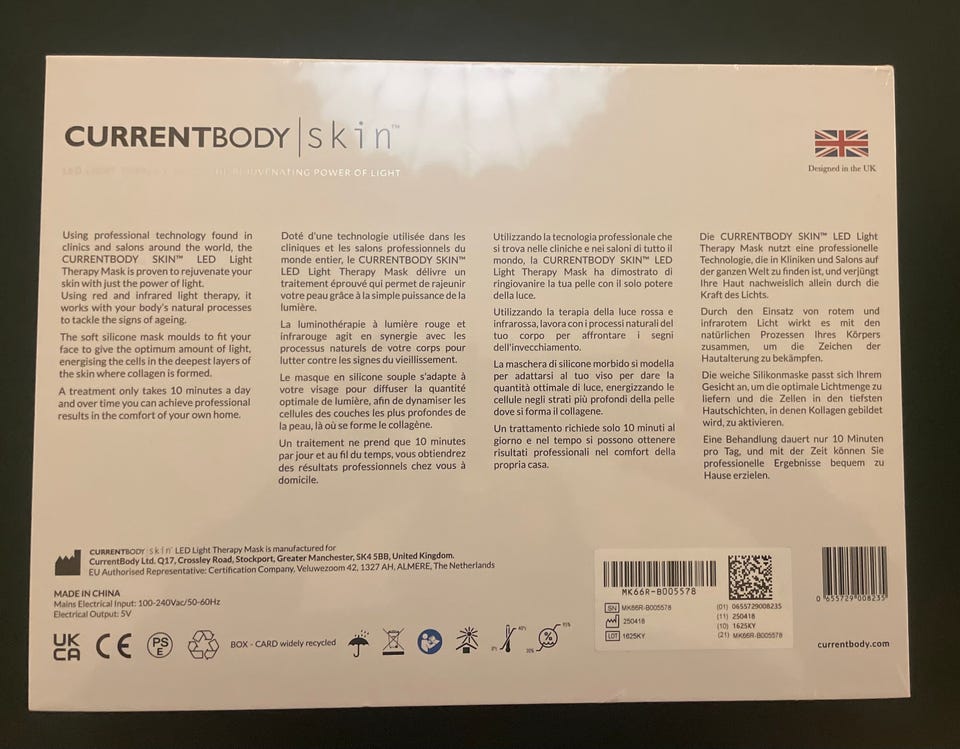 CURRENTBODY | skin™
THE REJUVENATING POWER OF LIGHT
Designed in the UK
Using professional technology found in
clinics and salons around the world, the
CURRENTBODY SKIN™ LED Light
Therapy Mask is proven to rejuvenate your
skin with just the power of light.
Using red and infrared light therapy, it
works with your body's natural processes
to tackle the signs of ageing.
The soft silicone mask moulds to fit your
face to give the optimum amount of light,
energising the cells in the deepest layers of
the skin where collagen is formed.
A treatment only takes 10 minutes a day
and over time you can achieve professional
results in the comfort of your own home.
Doté d'une technologie utilisée dans les
cliniques et les salons professionnels du
monde entier, le CURRENTBODY SKIN™
LED Light Therapy Mask délivre un
traitement éprouvé qui permet de rajeunir
votre peau grâce à la simple puissance de la
lumière.
La luminothérapie à lumière rouge et
infrarouge agit en synergie avec les
processus naturels de votre corps pour
lutter contre les signes du vieillissement.
Le masque en silicone souple s'adapte à
votre visage pour diffuser la quantité
optimale de lumière, afin de dynamiser les
cellules des couches les plus profondes de
la peau, là où se forme le collagène.
Un traitement ne prend que 10 minutes
par jour et au fil du temps, vous obtiendrez
des résultats professionnels chez vous à
domicile.
Utilizzando la tecnologia professionale che
si trova nelle cliniche e nei saloni di tutto il
mondo, la CURRENTBODY SKIN™ LED
Light Therapy Mask ha dimostrato di
ringiovanire la tua pelle con il solo potere
della luce.
Utilizzando la terapia della luce rossa e
infrarossa, lavora con i processi naturali del
tuo corpo per affrontare i segni
dell'invecchiamento.
La maschera di silicone morbido si modella
per adattarsi al tuo viso per dare la
quantità ottimale di luce, energizzando le
cellule negli strati più profondi della pelle
dove si forma il collagene.
Un trattamento richiede solo 10 minuti al
giorno e nel tempo si possono ottenere
risultati professionali nel comfort della
propria casa.
Die CURRENTBODY SKIN™ LED Light
Therapy Mask nutzt eine professionelle
Technologie, die in Kliniken und Salons auf
der ganzen Welt zu finden ist, und verjüngt
Ihre Haut nachweislich allein durch die
Kraft des Lichts.
Durch den Einsatz von rotem und
infrarotem Licht wirkt es mit den
natürlichen Prozessen Ihres Körpers
zusammen, um die Zeichen der
Hautalterung zu bekämpfen.
Die weiche Silikonmaske passt sich Ihrem
Gesicht an, um die optimale Lichtmenge zu
liefern und die Zellen in den tiefsten
Hautschichten, in denen Kollagen gebildet
wird, zu aktivieren.
Eine Behandlung dauert nur 10 Minuten
pro Tag, und mit der Zeit können Sie
professionelle Ergebnisse bequem zu
Hause erzielen.
CURRENTBODY | skin™ LED Light Therapy Mask is manufactured for
CurrentBody Ltd. Q17, Crossley Road, Stockport, Greater Manchester, SK4 5BB, United Kingdom.
EU Authorised Representative: Certification Company, Veluwezoom 42, 1327 AH, ALMERE, The Netherlands
MADE IN CHINA
Mains Electrical Input: 100-240Vac/50-60Hz
Electrical Output: 5V
UK
CA
CE
PS
E
BOX - CARD widely recycled
MK66R-B005578
SN MK66R-B005578
250418
LOT 1625KY
(01) 0655729008235
(11) 250418
(10) 1625KY
(21) MK66R-B005578
0 655729 008235
currentbody.com